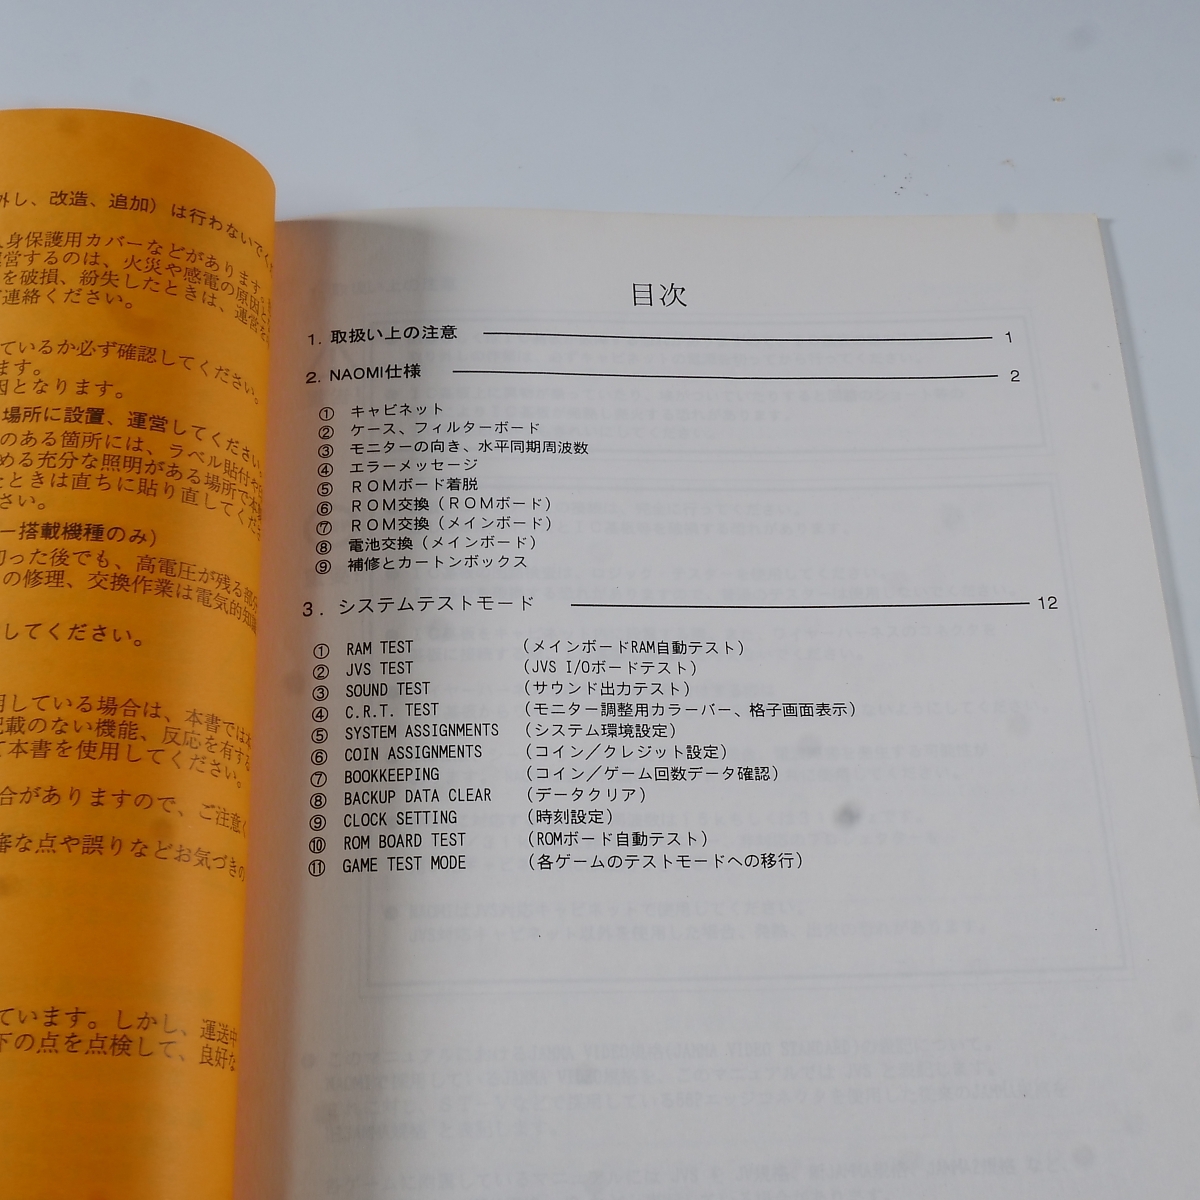 外し、改造、追加）は行わないでくだ
人身保護用カバーなどがあります。
運営するのは、火災や感電の原因と
を破損、紛失したときは、運営を
ご連絡ください。
ているか必ず確認してください。
ます。
因となります。
場所に設置、運営してください。
のある箇所には、ラベル貼付や
める充分な照明がある場所で本
たときは直ちに貼り直してくだ
さい。
ー搭載機種のみ）
切った後でも、高電圧が残る部分
の修理、交換作業は電気的知識
してください。
用している場合は、本書では
記載のない機能、反応を有する
て本書を使用してください。
合がありますので、ご注意く
審な点や誤りなどお気づきの
ています。しかし、運送中
下の点を点検して、良好な
目次
1. 取扱い上の注意 1
2. NAOMI仕様 2
① キャビネット
② ケース、フィルターボード
③ モニターの向き、水平同期周波数
④ エラーメッセージ
⑤ ＲＯＭボード着脱
⑥ ＲＯＭ交換（ＲＯＭボード）
⑦ ＲＯＭ交換（メインボード）
⑧ 電池交換（メインボード）
⑨ 補修とカートンボックス
3. システムテストモード 12
① RAM TEST （メインボードRAM自動テスト）
② JVS TEST （JVS I/Oボードテスト）
③ SOUND TEST （サウンド出力テスト）
④ C.R.T. TEST （モニター調整用カラーバー、格子画面表示）
⑤ SYSTEM ASSIGNMENTS （システム環境設定）
⑥ COIN ASSIGNMENTS （コイン／クレジット設定）
⑦ BOOKKEEPING （コイン／ゲーム回数データ確認）
⑧ BACKUP DATA CLEAR （データクリア）
⑨ CLOCK SETTING （時刻設定）
⑩ ROM BOARD TEST （ROMボード自動テスト）
⑪ GAME TEST MODE （各ゲームのテストモードへの移行）